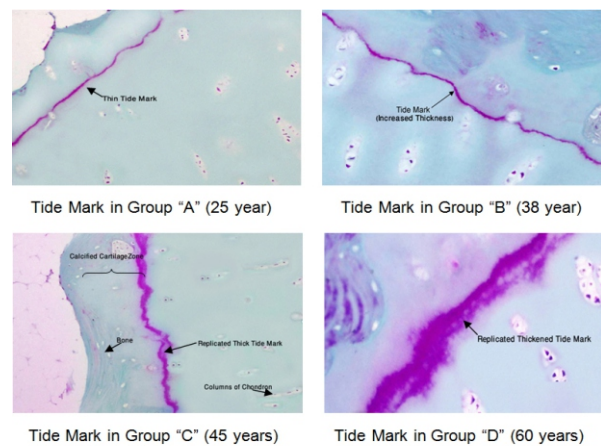 Thin Tide Mark
Tide Mark
(Increased Thickness)
Tide Mark in Group “A” (25 year)
Tide Mark in Group “B” (38 year)
Calcified CartilageZone
Bone
Replicated Thick Tide Mark
Columns of Chondron
Replicated Thickened Tide Mark
Tide Mark in Group “C” (45 years)
Tide Mark in Group “D” (60 years)